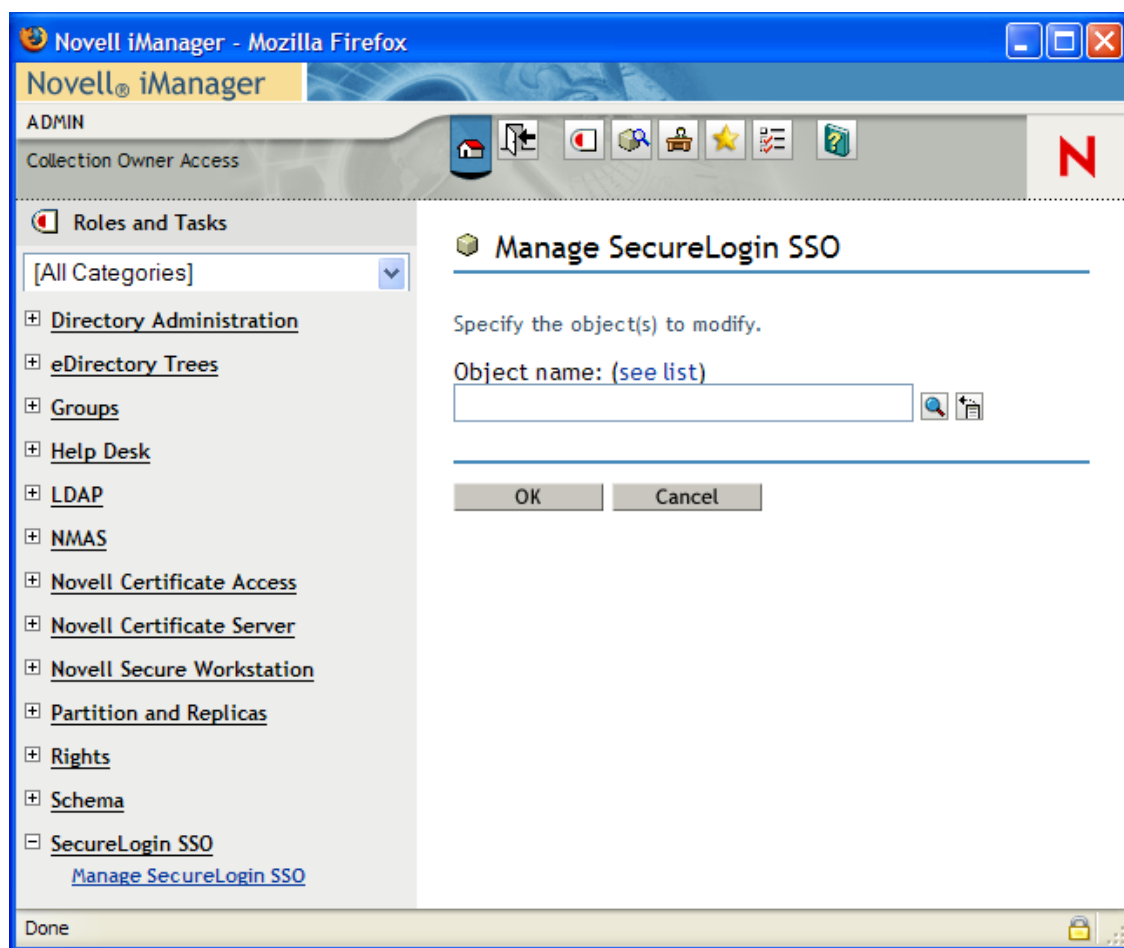 Novell iManager - Mozilla Firefox
Novell® iManager
ADMIN
Collection Owner Access
N
Roles and Tasks
[All Categories]
Directory Administration
eDirectory Trees
Groups
Help Desk
LDAP
NMAS
Novell Certificate Access
Novell Certificate Server
Novell Secure Workstation
Partition and Replicas
Rights
Schema
SecureLogin SSO
Manage SecureLogin SSO
Manage SecureLogin SSO
Specify the object(s) to modify.
Object name: (see list)
OK Cancel
Done